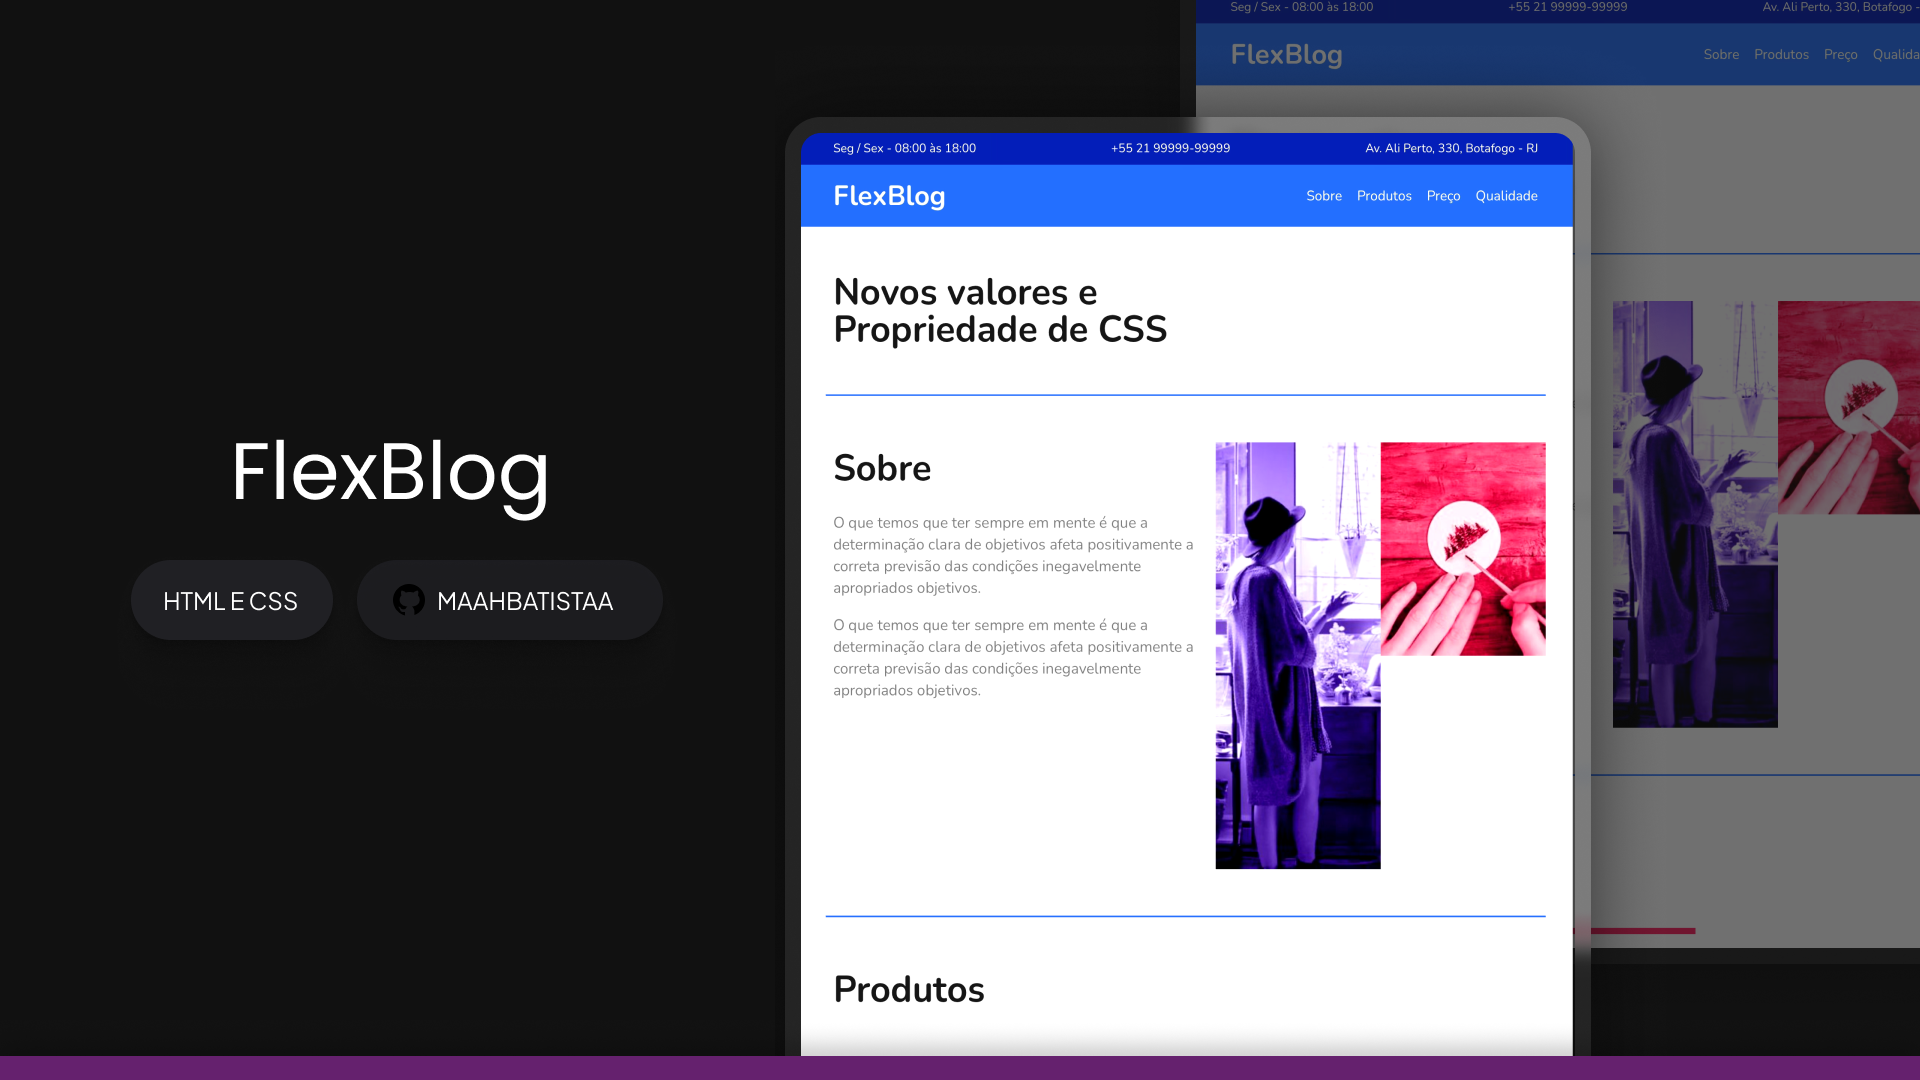 FlexBlog
HTML E CSS
MAAHBATISTAA
Seg / Sex - 08:00 às 18:00
+55 21 99999-99999
Av. Ali Perto, 330, Botafogo - RJ
FlexBlog
Sobre Produtos Preço Qualidade
Novos valores e
Propriedade de CSS
Sobre
O que temos que ter sempre em mente é que a
determinação clara de objetivos afeta positivamente a
correta previsão das condições inegavelmente
apropriados objetivos.
O que temos que ter sempre em mente é que a
determinação clara de objetivos afeta positivamente a
correta previsão das condições inegavelmente
apropriados objetivos.
Produtos
Seg / Sex - 08:00 às 18:00
+55 21 99999-99999
Av. Ali Perto, 330, Botafogo -
FlexBlog
Sobre Produtos Preço Qualida